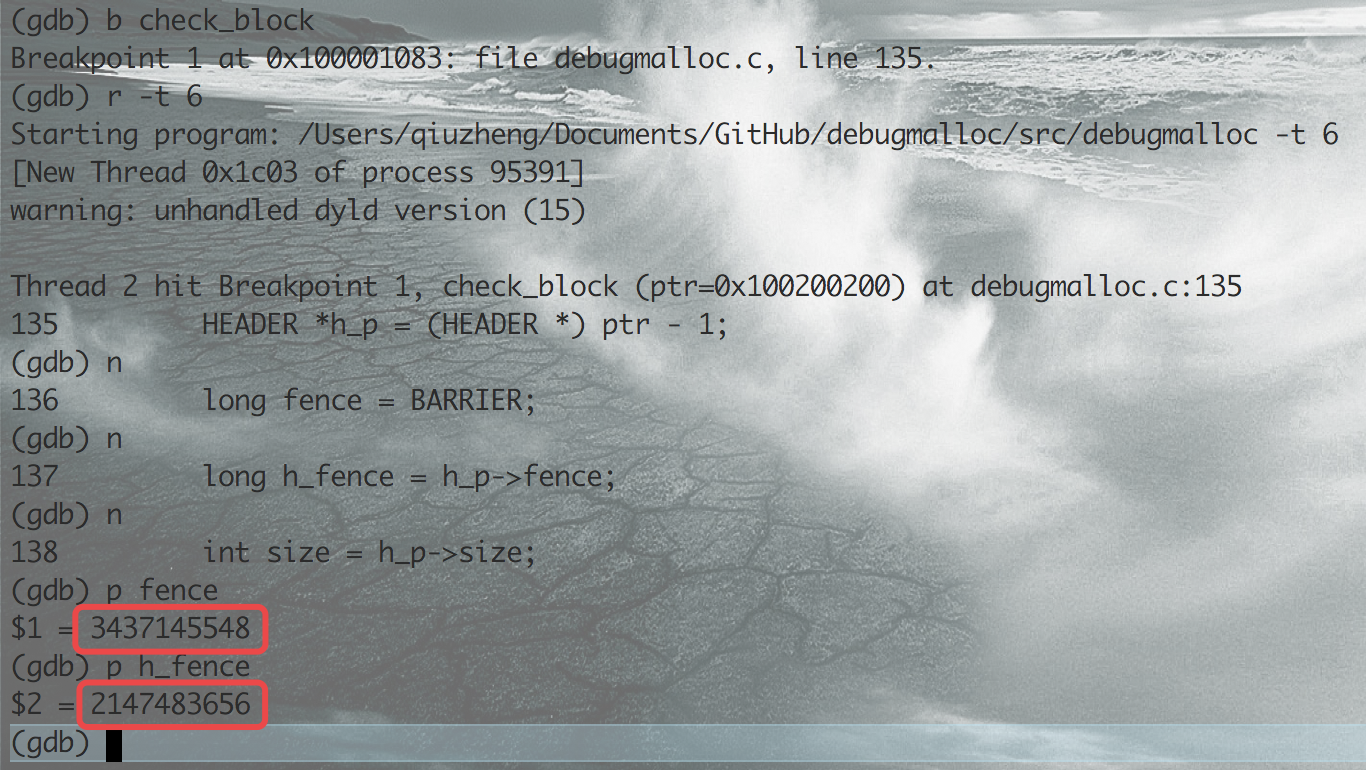 (gdb) b check_block
Breakpoint 1 at 0x100001083: file debugmalloc.c, line 135.
(gdb) r -t 6
Starting program: /Users/qiuzheng/Documents/GitHub/debugmalloc/src/debugmalloc -t 6
[New Thread 0x1c03 of process 95391]
warning: unhandled dyld version (15)
Thread 2 hit Breakpoint 1, check_block (ptr=0x100200200) at debugmalloc.c:135
135         HEADER *h_p = (HEADER *) ptr - 1;
(gdb) n
136         long fence = BARRIER;
(gdb) n
137         long h_fence = h_p->fence;
(gdb) n
138         int size = h_p->size;
(gdb) p fence
$1 = 3437145548
(gdb) p h_fence
$2 = 2147483656
(gdb)